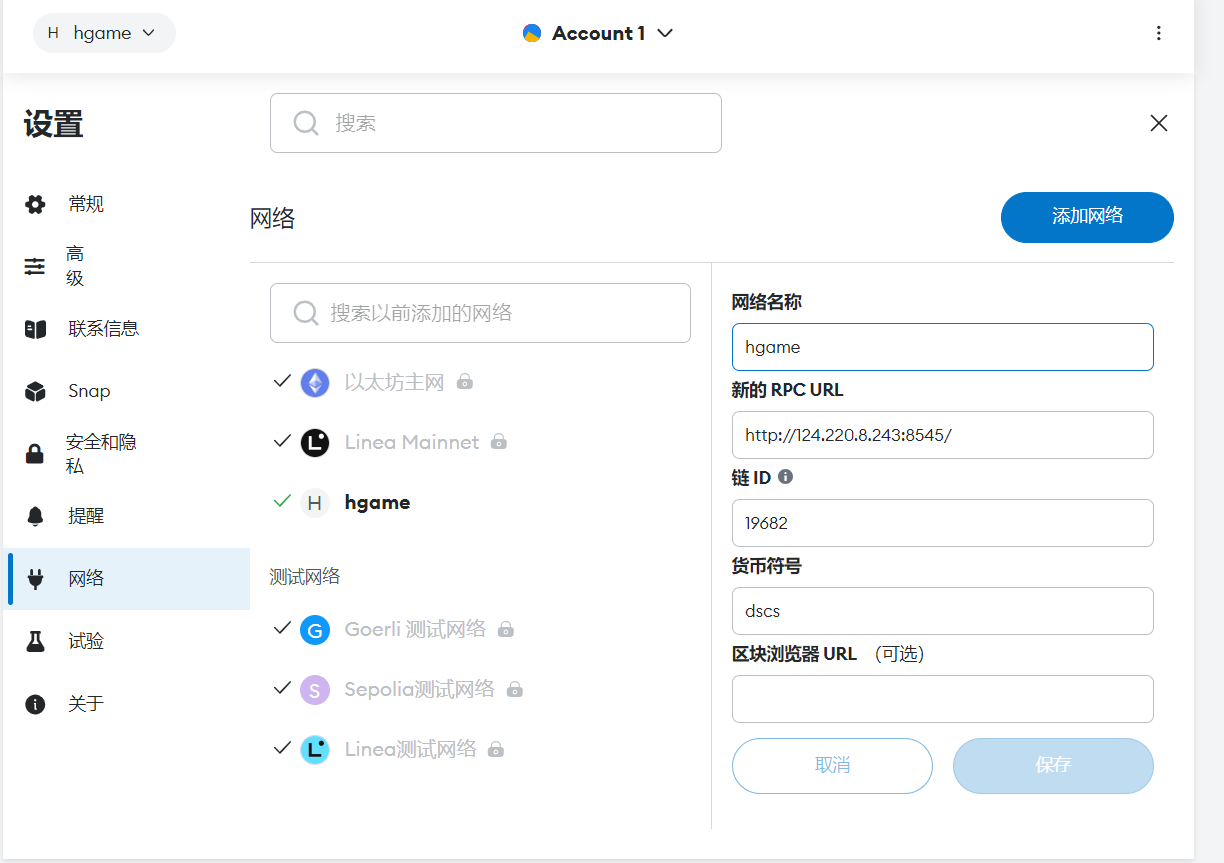 H hgame
Account 1
设置
搜索
常规
高
级
联系信息
Snap
安全和隐
私
提醒
网络
试验
关于
网络
添加网络
搜索以前添加的网络
以太坊主网
Linea Mainnet
H hgame
测试网络
G Goerli 测试网络
S Sepolia测试网络
Linea测试网络
网络名称
hgame
新的 RPC URL
http://124.220.8.243:8545/
链 ID
19682
货币符号
dscs
区块浏览器 URL （可选）
取消
保存